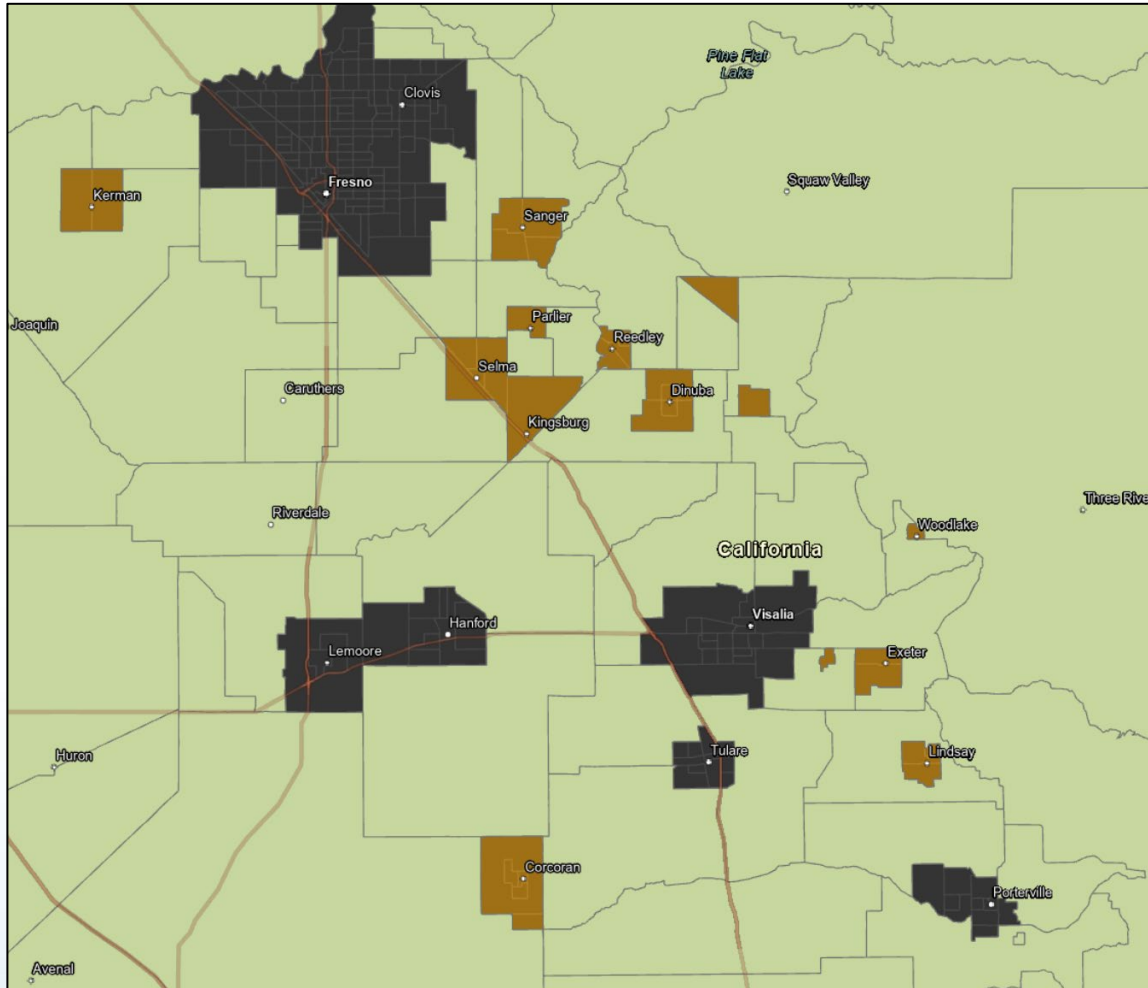 Pine Flat
Lake
Clovis
Squaw Valley
Fresno
Kerman
Sanger
Joaquin
Parlier
Reedley
Selma
Dinuba
Caruthers
Kingsburg
Three Rive
Riverdale
Woodlake
California
Visalia
Hanford
Lemoore
Exeter
Huron
Tulare
Lindsay
Corcoran
Porterville
Avenal